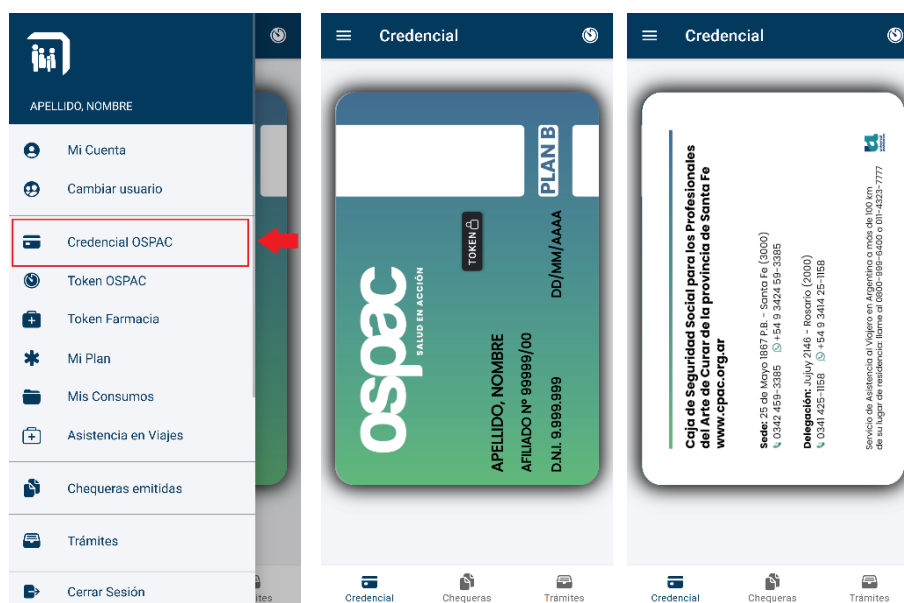 APELLIDO, NOMBRE
Mi Cuenta
Cambiar usuario
Credencial OSPAC
Token OSPAC
Token Farmacia
Mi Plan
Mis Consumos
Asistencia en Viajes
Chequeras emitidas
Trámites
Cerrar Sesión
ites
Credencial
PLAN B
TOKEN
ospac
SALUD EN ACCIÓN
APELLIDO, NOMBRE
AFILIADO Nº 99999/00
D.N.I. 9.999.999
DD/MM/AAAA
Credencial
Chequeras
Trámites
Credencial
Caja de Seguridad Social para los Profesionales
del Arte de Curar de la provincia de Santa Fe
www.cpac.org.ar
Sede: 25 de Mayo 1867 P.B. - Santa Fe (3000)
0342 459-3385 +54 9 3424 59-3385
Delegación: Jujuy 2146 - Rosario (2000)
0341 425-1158 +54 9 3414 25-1158
Servicio de Asistencia al Viajero en Argentina a más de 100 km
de su lugar de residencia: llame al 0800-999-6400 o 011-4323-7777
Credencial
Chequeras
Trámites